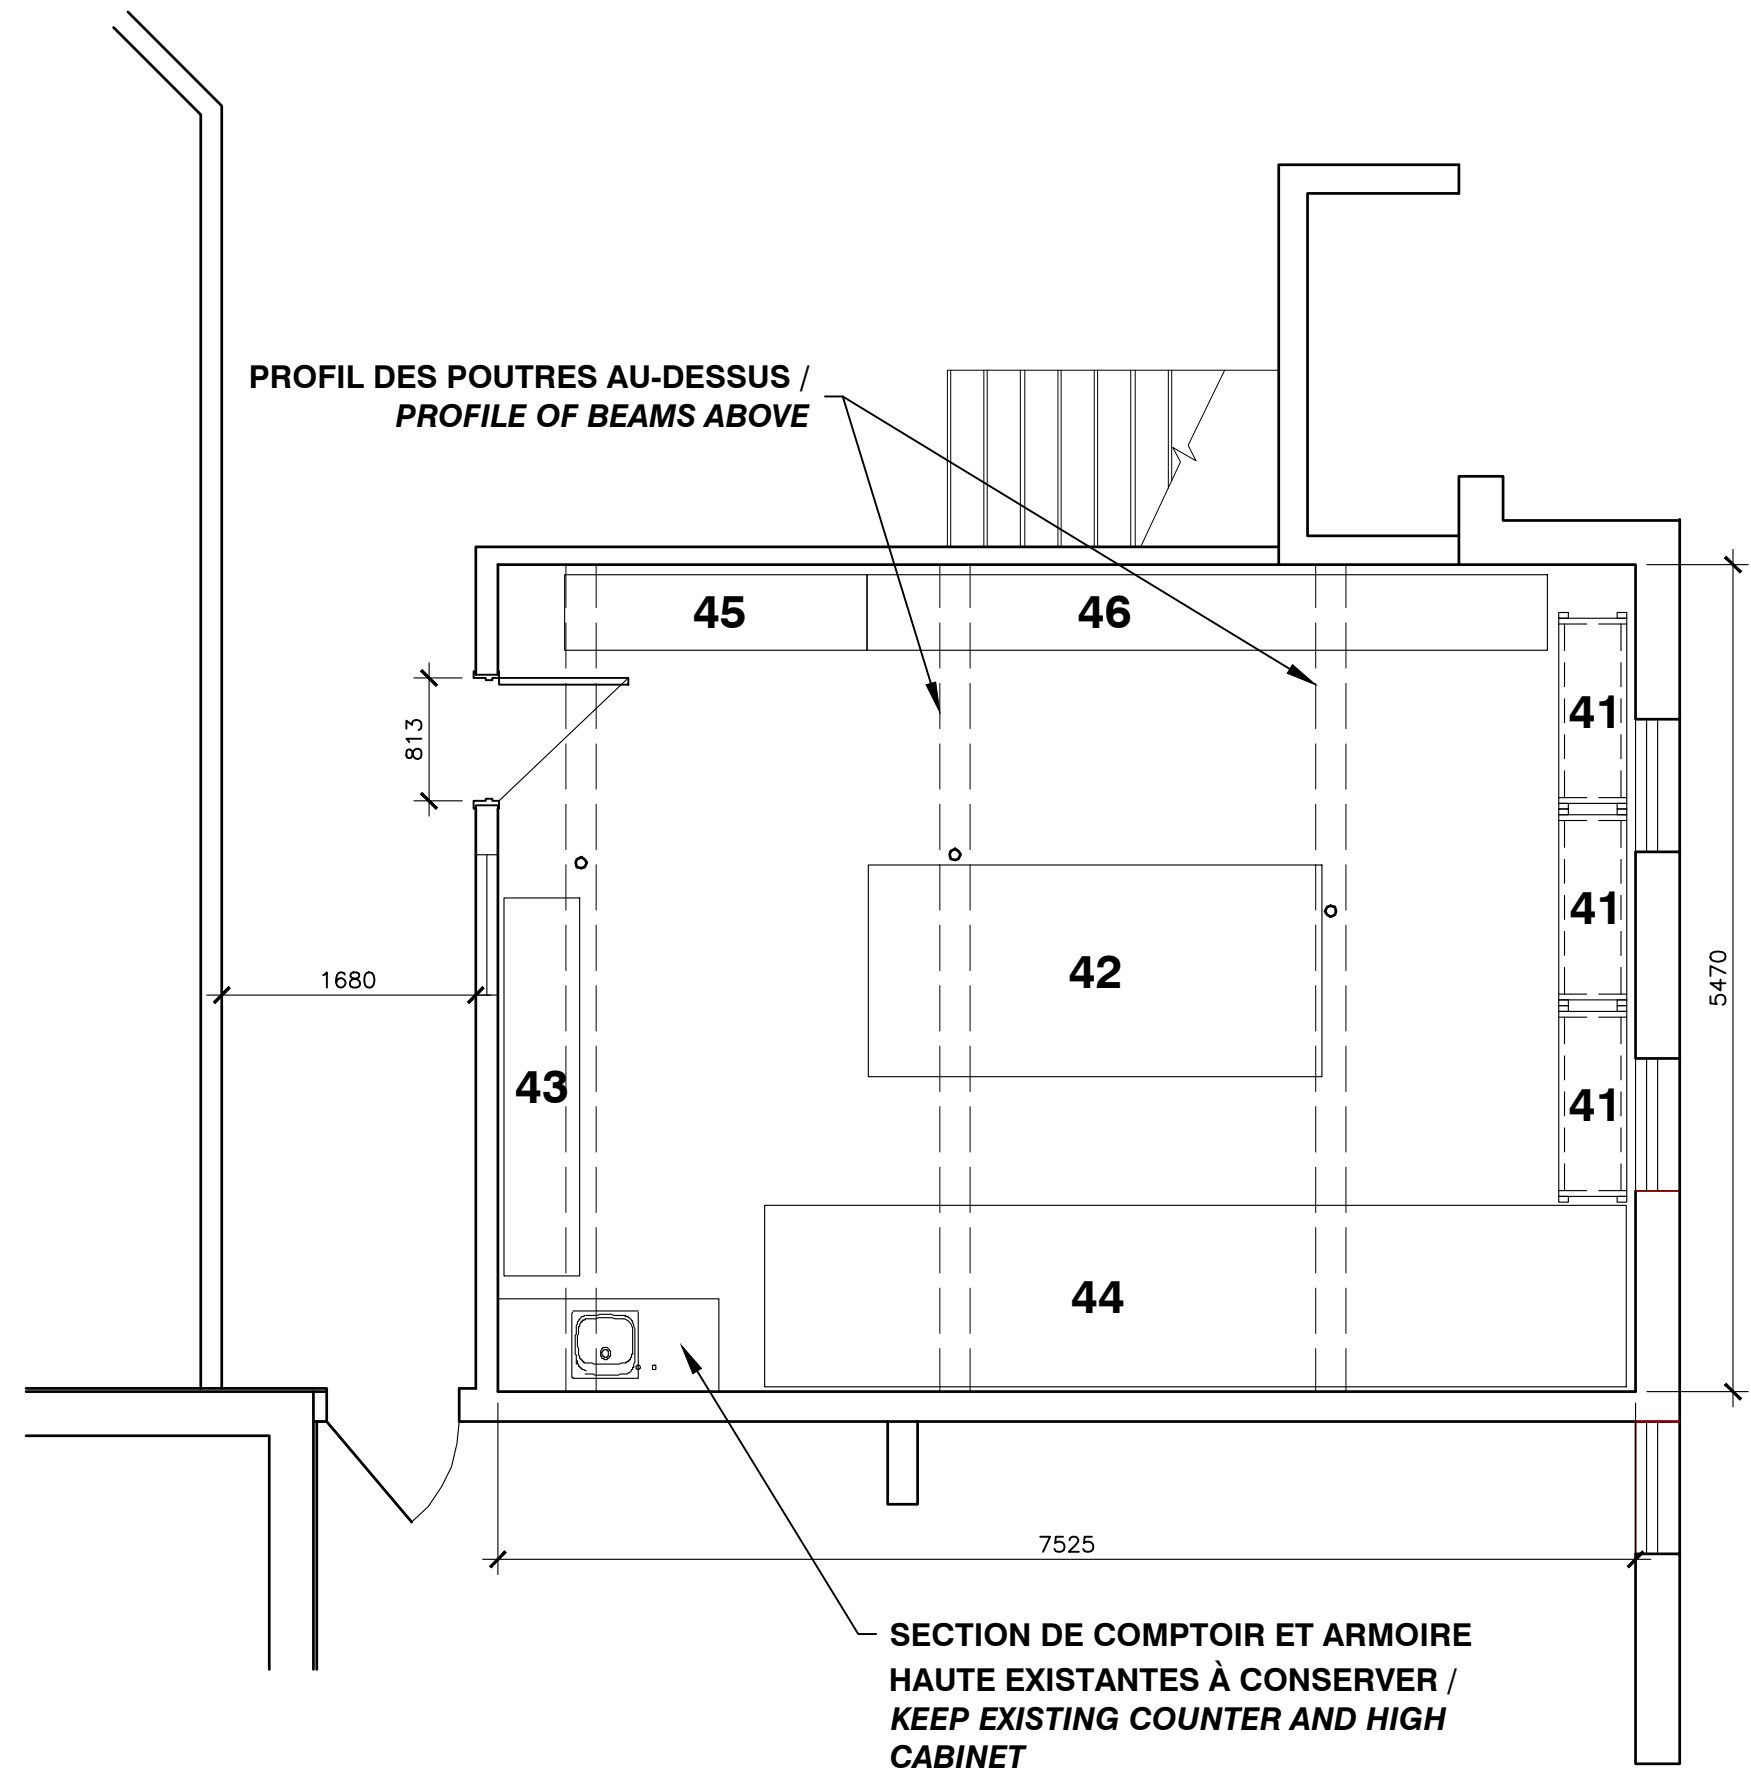 PROFIL DES POUTRES AU-DESSUS /
PROFILE OF BEAMS ABOVE
45
46
41
813
41
42
1680
5470
43
41
44
7525
SECTION DE COMPTOIR ET ARMOIRE
HAUTE EXISTANTES À CONSERVER /
KEEP EXISTING COUNTER AND HIGH
CABINET